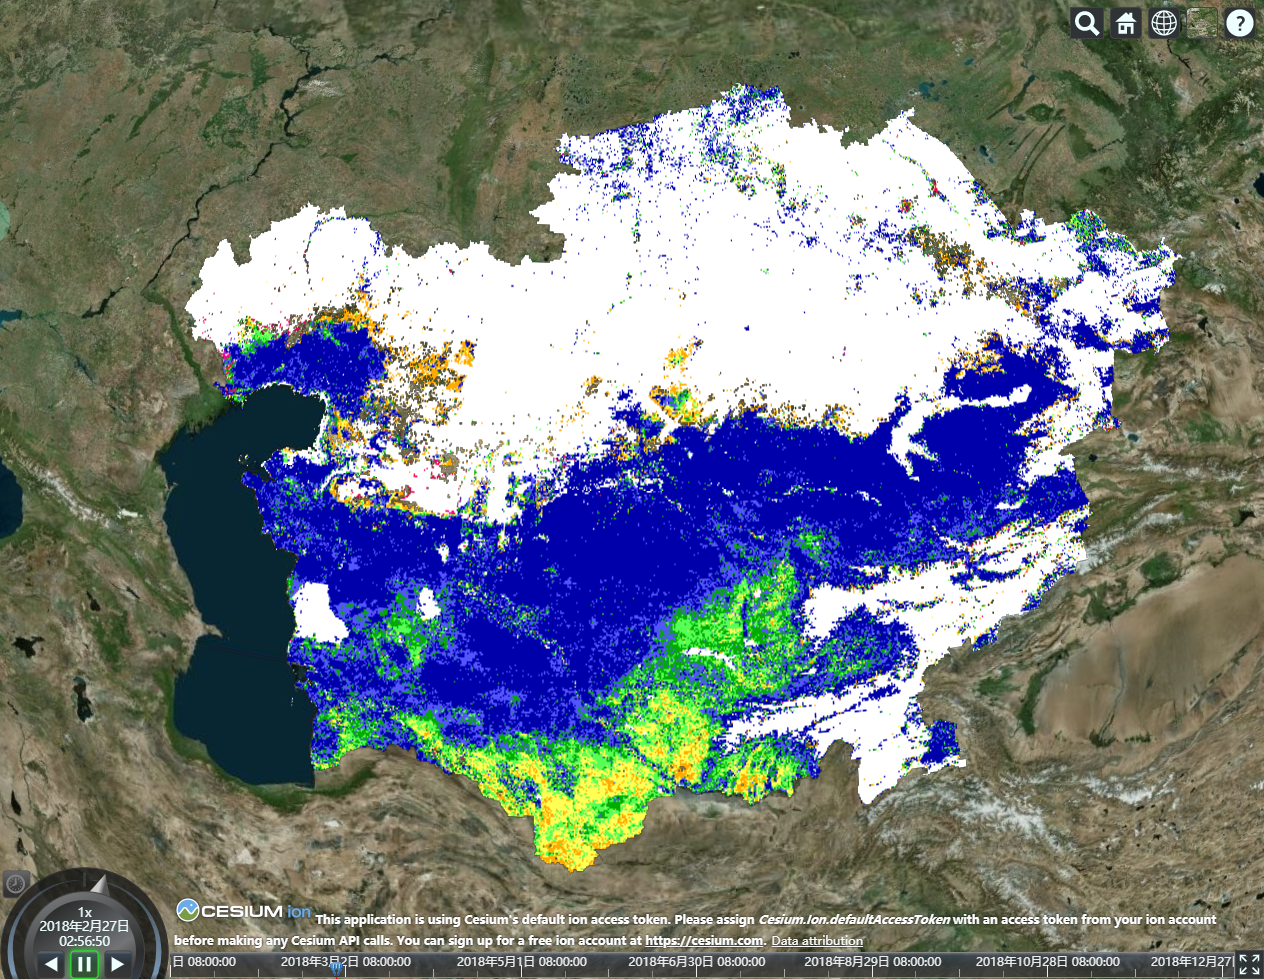 ?
1x
2018年2月27日
02:56:50
CESIUM ion This application is using Cesium's default ion access token. Please assign Cesium.Ion.defaultAccessToken with an access token from your ion account
before making any Cesium API calls. You can sign up for a free ion account at https://cesium.com. Data attribution
日 08:00:00 2018年3月2日 08:00:00 2018年5月1日 08:00:00 2018年6月30日 08:00:00 2018年8月29日 08:00:00 2018年10月28日 08:00:00 2018年12月27日